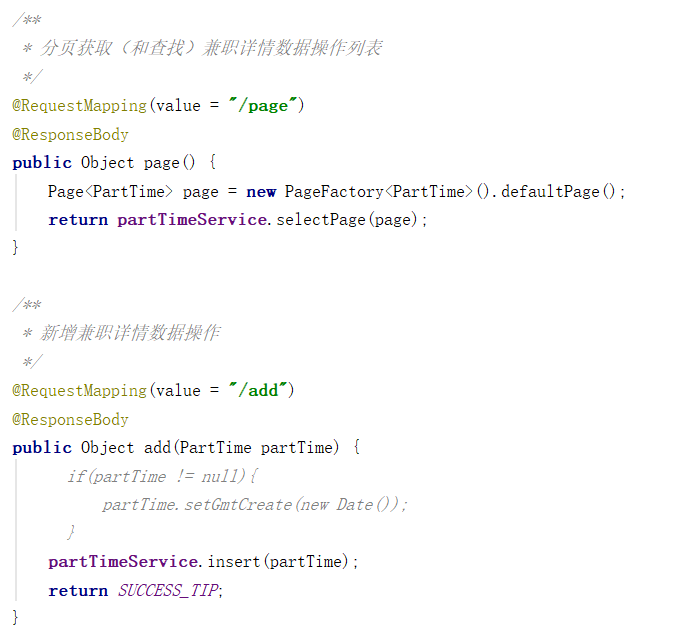 /**
 * 分页获取（和查找）兼职详情数据操作列表
 */
@RequestMapping(value = "/page")
@ResponseBody
public Object page() {
    Page<PartTime> page = new PageFactory<PartTime>().defaultPage();
    return partTimeService.selectPage(page);
}
/**
 * 新增兼职详情数据操作
 */
@RequestMapping(value = "/add")
@ResponseBody
public Object add(PartTime partTime) {
      if(partTime != null){
          partTime.setGmtCreate(new Date());
      }
    partTimeService.insert(partTime);
    return SUCCESS_TIP;
}